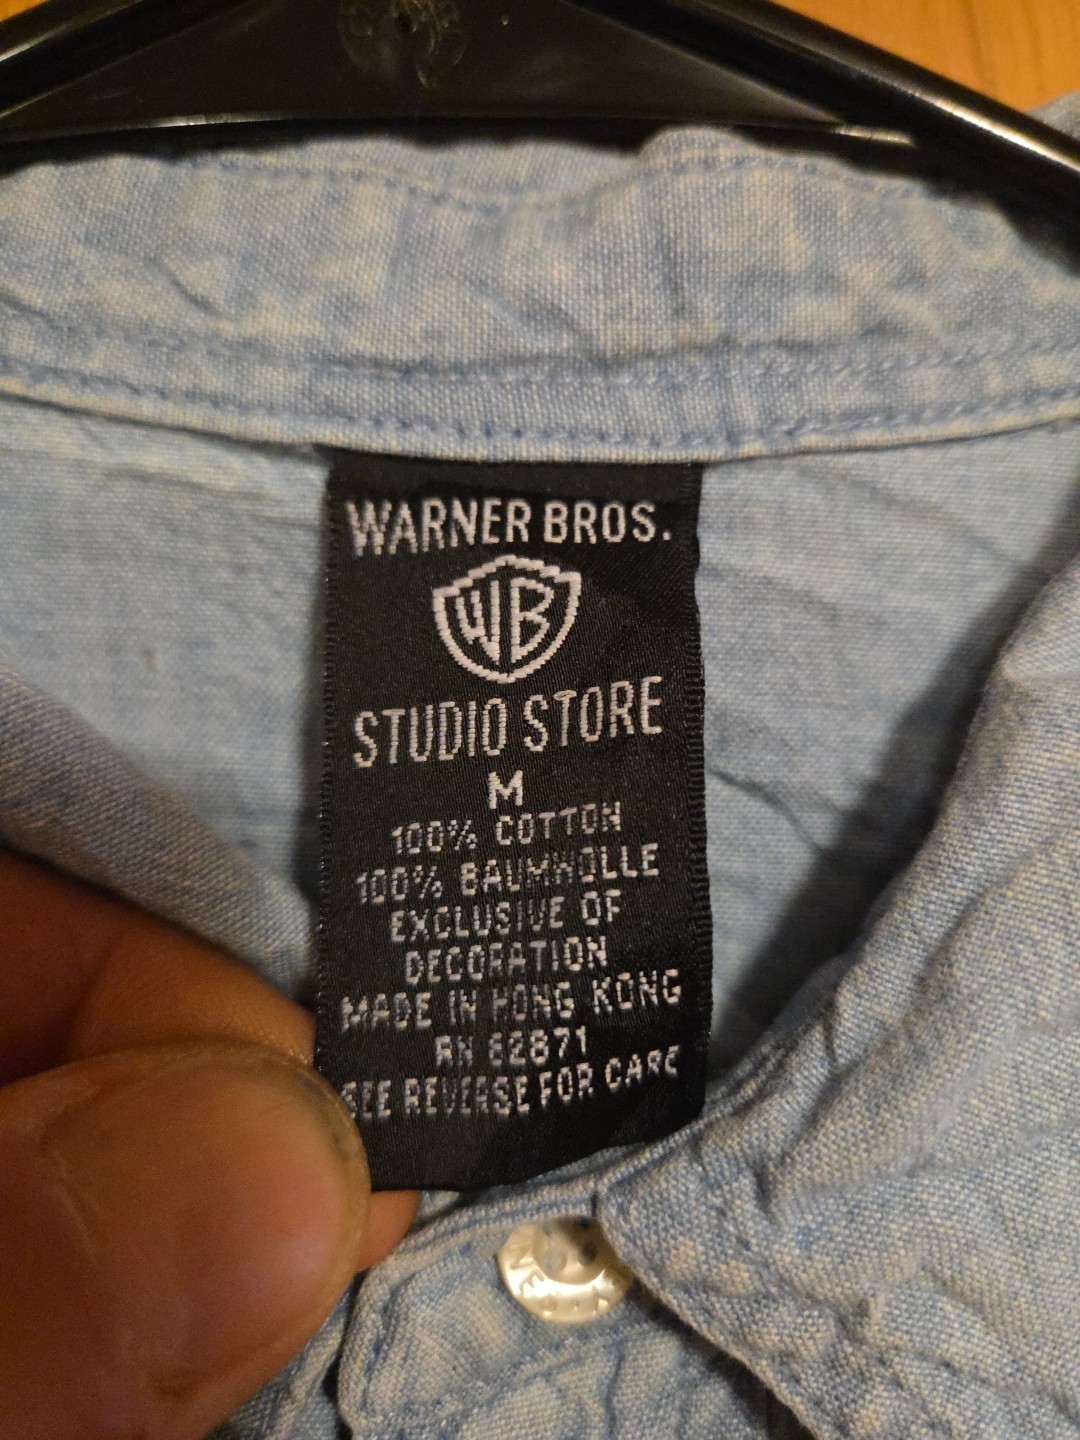 WARNER BROS.
WB
STUDIO STORE
M
100% COTTON
100% BAUMWOLLE
EXCLUSIVE OF
DECORATION
MADE IN HONG KONG
RN 82871
SEE REVERSE FOR CARE